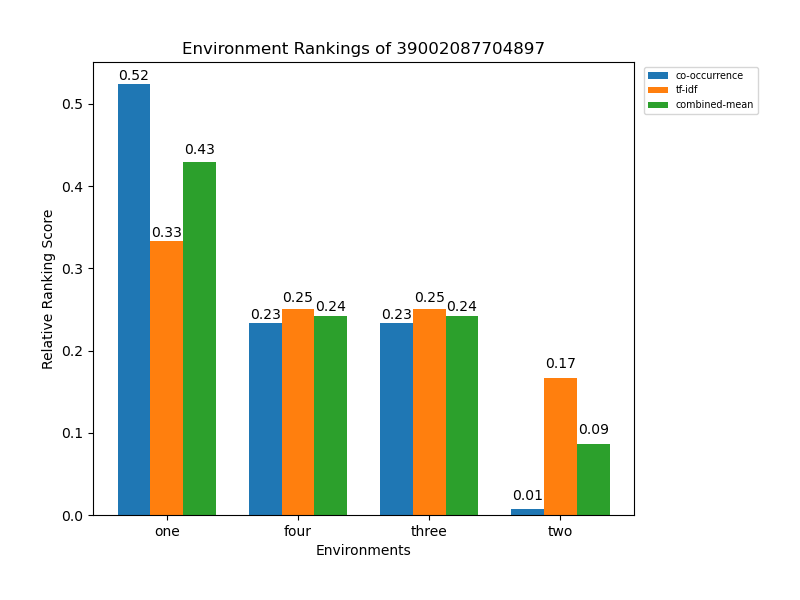 Environment Rankings of 39002087704897
co-occurrence
tf-idf
combined-mean
Relative Ranking Score
0.5
0.4
0.3
0.2
0.1
0.0
0.52
0.33
0.43
0.23
0.25
0.24
0.23
0.25
0.24
0.01
0.17
0.09
one
four
three
two
Environments